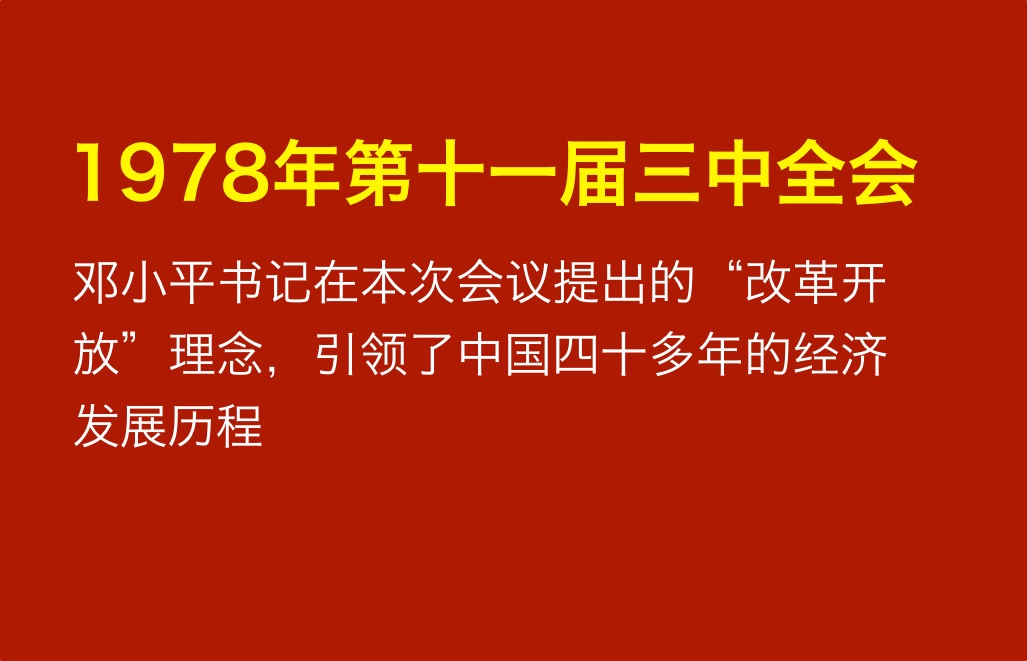 1978年第十一届三中全会
邓小平书记在本次会议提出的“改革开
放”理念，引领了中国四十多年的经济
发展历程